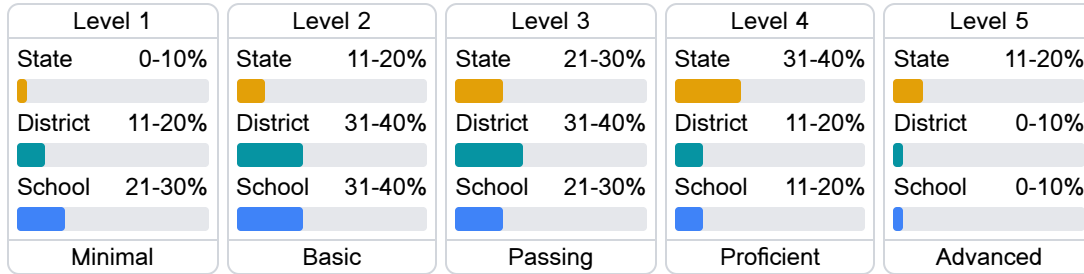 Level 1
State 0-10%
District 11-20%
School 21-30%
Minimal
Level 2
State 11-20%
District 31-40%
School 31-40%
Basic
Level 3
State 21-30%
District 31-40%
School 21-30%
Passing
Level 4
State 31-40%
District 11-20%
School 11-20%
Proficient
Level 5
State 11-20%
District 0-10%
School 0-10%
Advanced